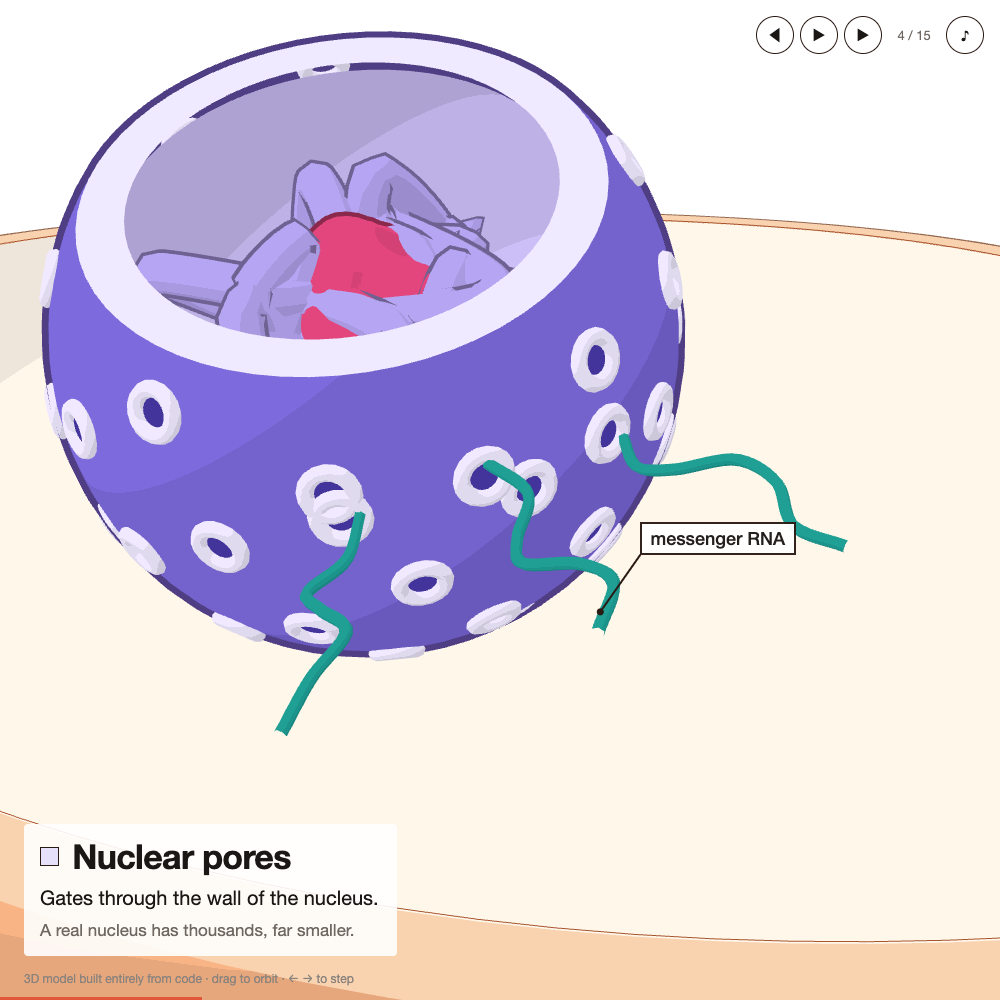 4 / 15
messenger RNA
Nuclear pores
Gates through the wall of the nucleus.
A real nucleus has thousands, far smaller.
3D model built entirely from code · drag to orbit · ← → to step